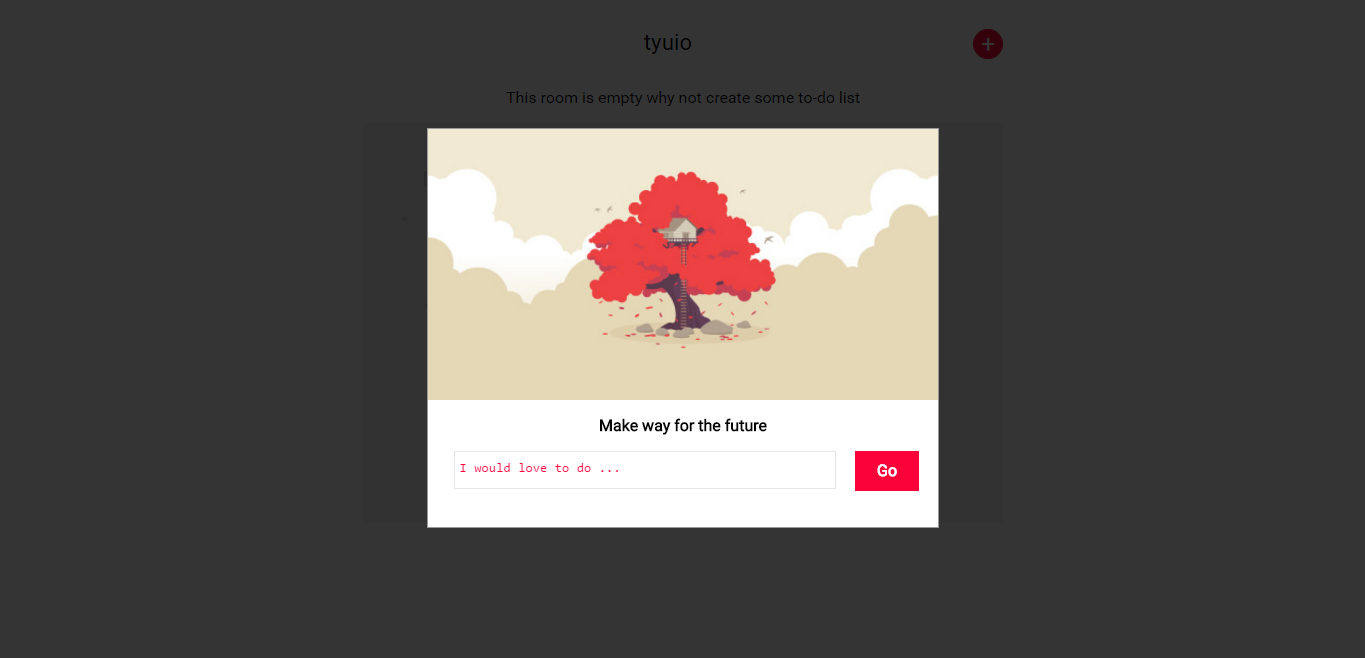 tyuio
+
This room is empty why not create some to-do list
Make way for the future
I would love to do ...
Go